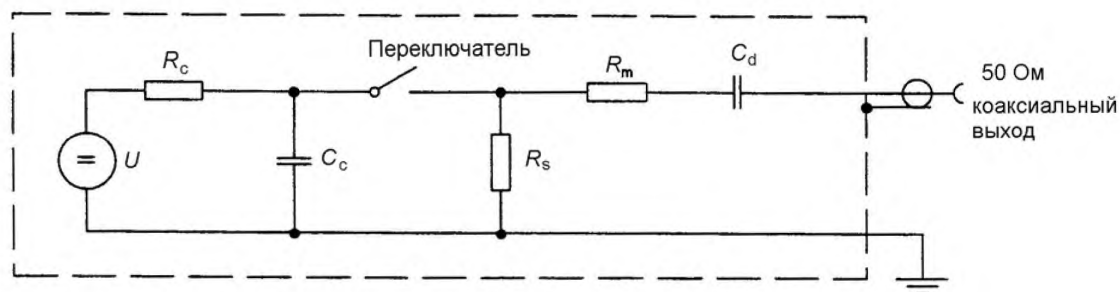 Переключатель
R_c
R_m
C_d
50 Ом
коаксиальный
выход
U
C_c
R_s